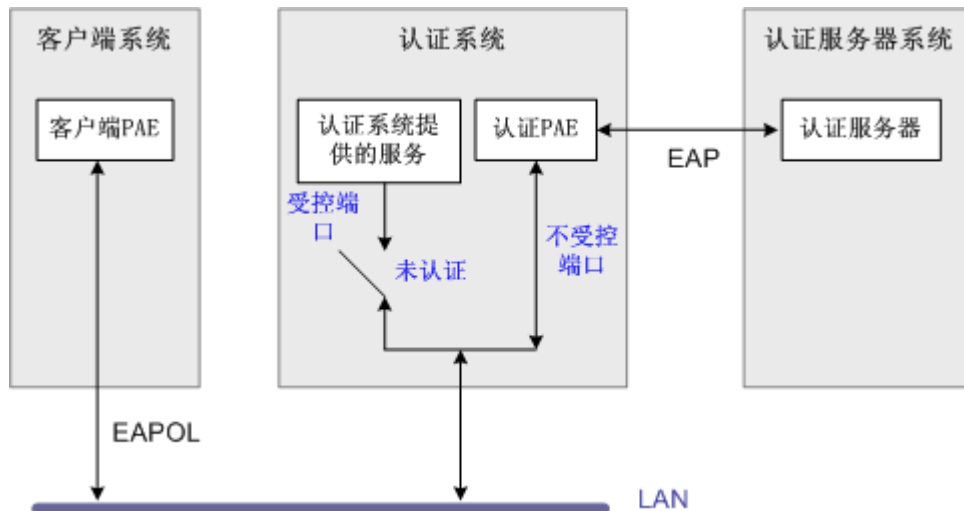 客户端系统
客户端PAE
认证系统
认证系统提
供的服务
认证PAE
受控端
口
未认证
不受控
端口
EAP
认证服务器系统
认证服务器
EAPOL
LAN